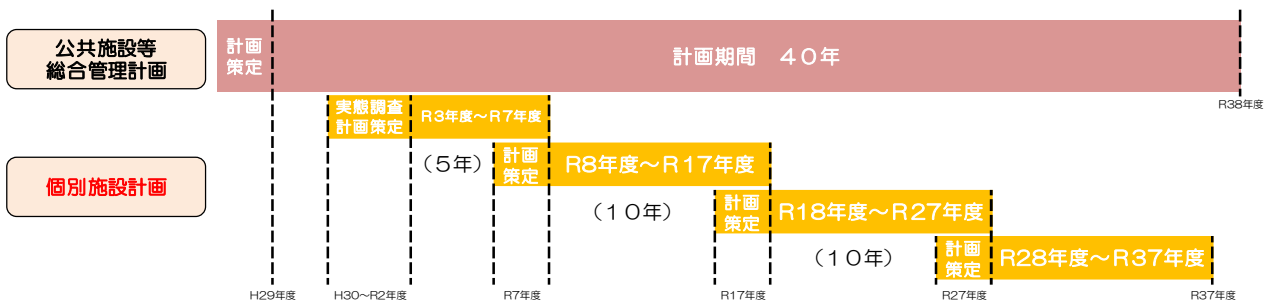 公共施設等
総合管理計画
計画
策定
計画期間　４０年
R38年度
実態調査
計画策定
R3年度～R7年度
個別施設計画
（５年）
計画
策定
R8年度～R17年度
（１０年）
計画
策定
R18年度～R27年度
（１０年）
計画
策定
R28年度～R37年度
H29年度
H30～R2年度
R7年度
R17年度
R27年度
R37年度